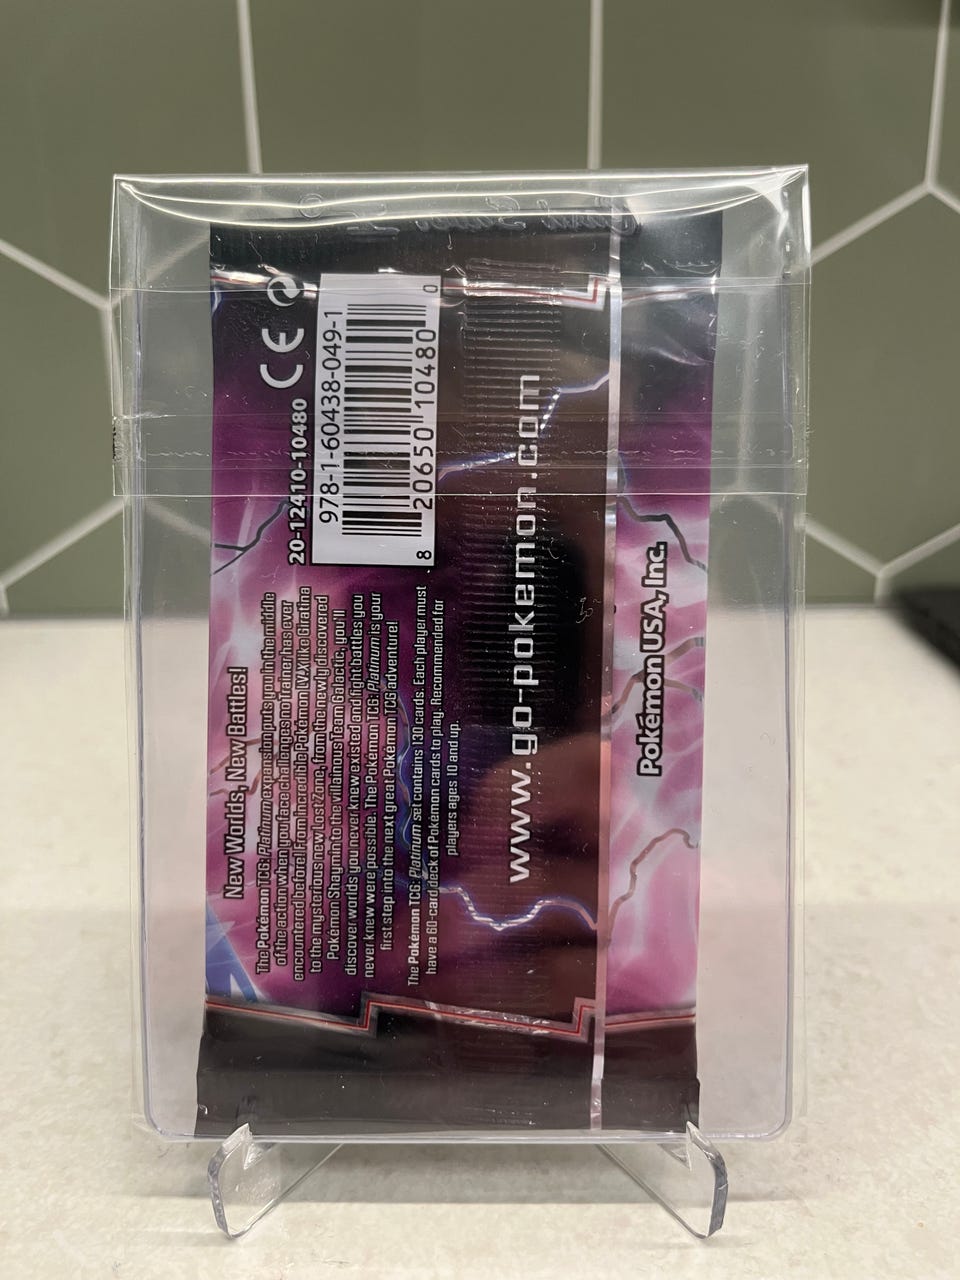 New Worlds, New Battles!
The Pokémon TCG: Platinum expansion puts you in the middle
of the action when you face challenges no Trainer has ever
encountered before! From incredible Pokémon LV.X like Giratina
to the mysterious new Lost Zone, from the newly discovered
Pokémon Shaymin to the villainous Team Galactic, you'll
discover worlds you never knew existed and fight battles you
never knew were possible. The Pokémon TCG: Platinum is your
first step into the next great Pokémon TCG adventure!
The Pokémon TCG: Platinum set contains 130 cards. Each player must
have a 60-card deck of Pokémon cards to play. Recommended for
players ages 10 and up.
CE
20-12410-10480
978-1-60438-049-1
8 20650 10480 0
www.go-pokemon.com
Pokémon USA, Inc.